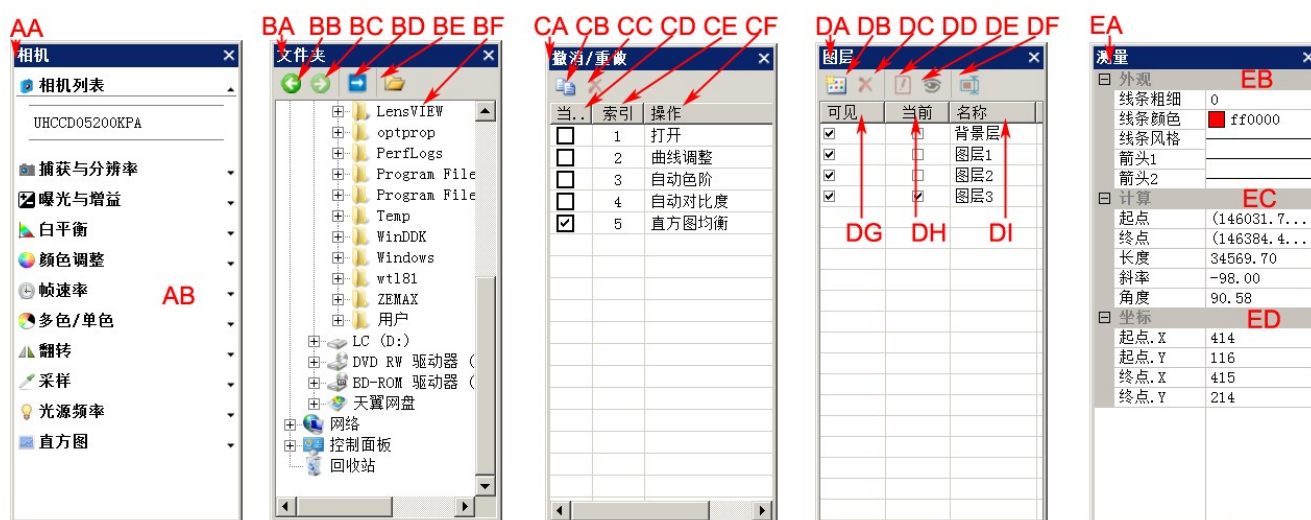 AA
相机
相机列表
UHCCD05200KPA
捕获与分辨率
曝光与增益
白平衡
颜色调整
帧速率
AB
多色/单色
翻转
采样
光源频率
直方图
BA BB BC BD BE BF
文件夹
LensVIEW
optprop
PerfLogs
Program File
Program File
Temp
WinDDK
Windows
wtl81
ZEMAX
用户
LC (D:)
DVD RW 驱动器 (
BD-ROM 驱动器 (
天翼网盘
网络
控制面板
回收站
CA CB CC CD CE CF
撤消/重做
当.. 索引 操作
1 打开
2 曲线调整
3 自动色阶
4 自动对比度
5 直方图均衡
DA DB DC DD DE DF
图层
可见 当前 名称
背景层
图层1
图层2
图层3
DG DH DI
EA
测量
外观 EB
线条粗细 0
线条颜色 ff0000
线条风格
箭头1
箭头2
计算 EC
起点 (146031.7...
终点 (146384.4...
长度 34569.70
斜率 -98.00
角度 90.58
坐标 ED
起点.X 414
起点.Y 116
终点.X 415
终点.Y 214